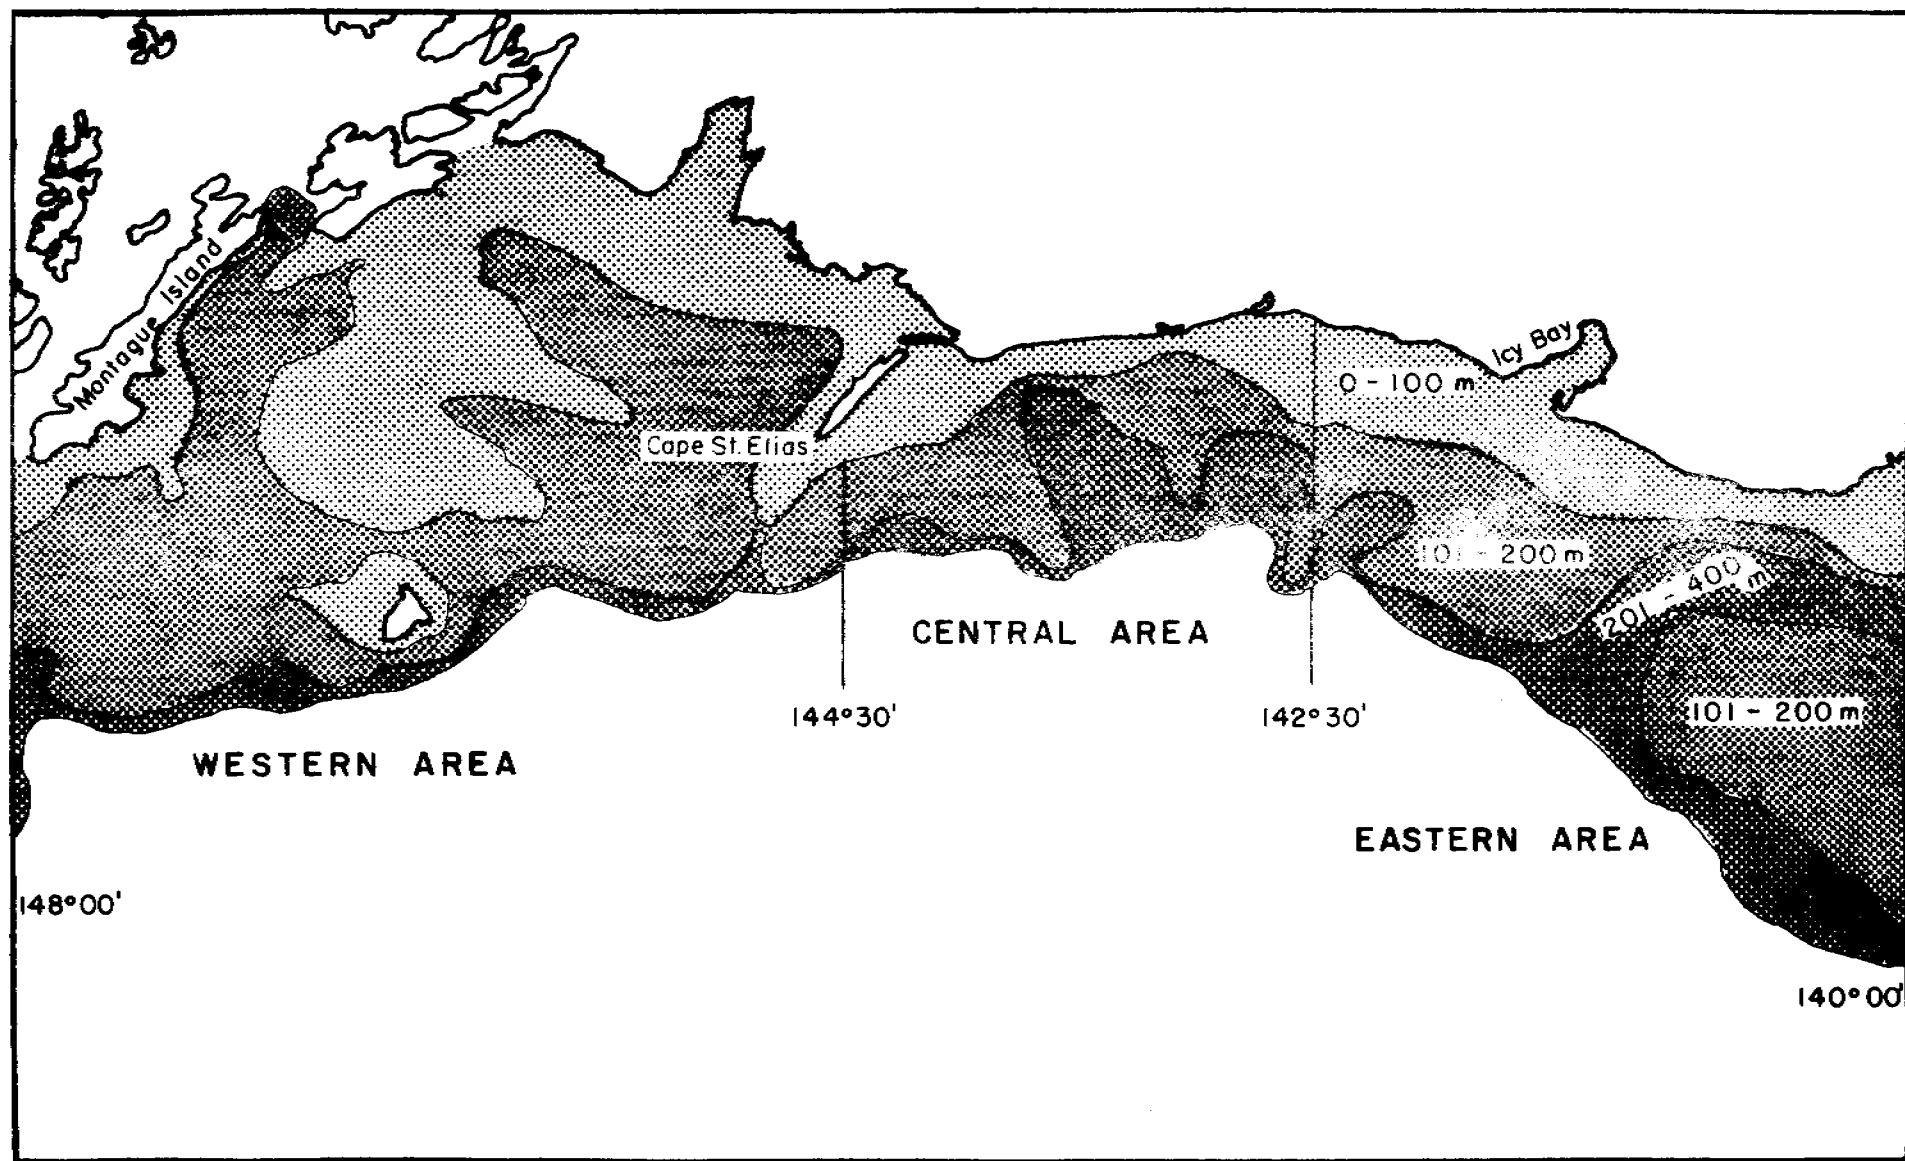 Montague Island
Icy Bay
0 - 100 m
Cape St. Elias
101 - 200 m
201 - 400 m
CENTRAL AREA
101 - 200 m
144°30'
142°30'
WESTERN AREA
EASTERN AREA
148°00'
140°00'